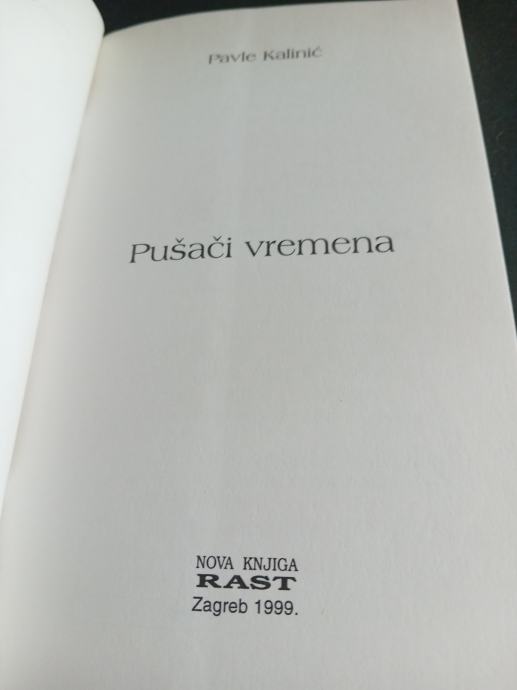 Pavle Kalinić
Pušači vremena
NOVA KNJIGA
RAST
Zagreb 1999.